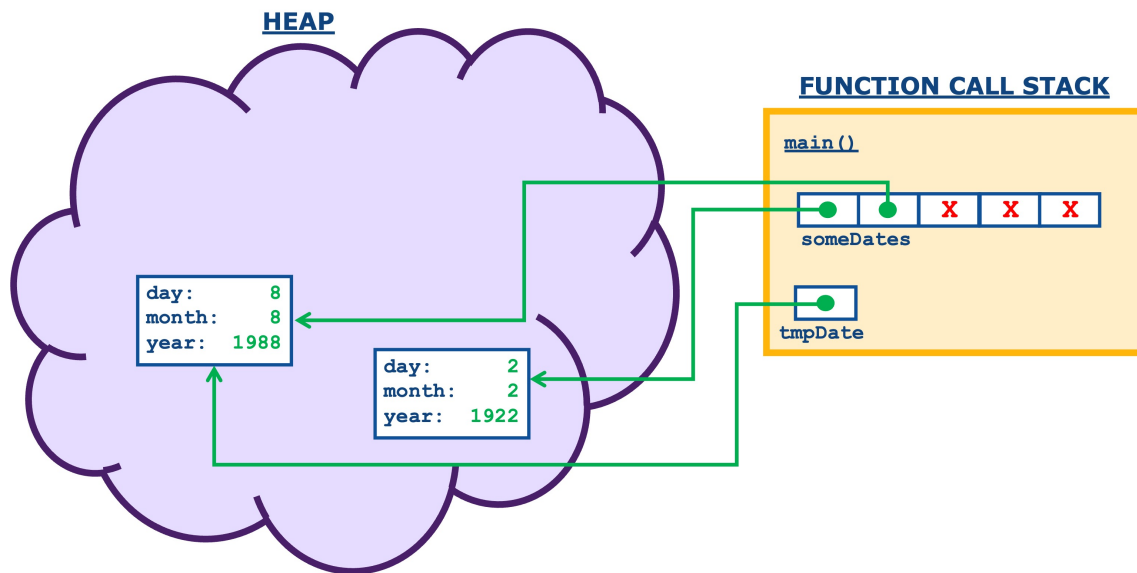 HEAP
FUNCTION CALL STACK
main()
X X X
someDates
tmpDate
day: 8
month: 8
year: 1988
day: 2
month: 2
year: 1922